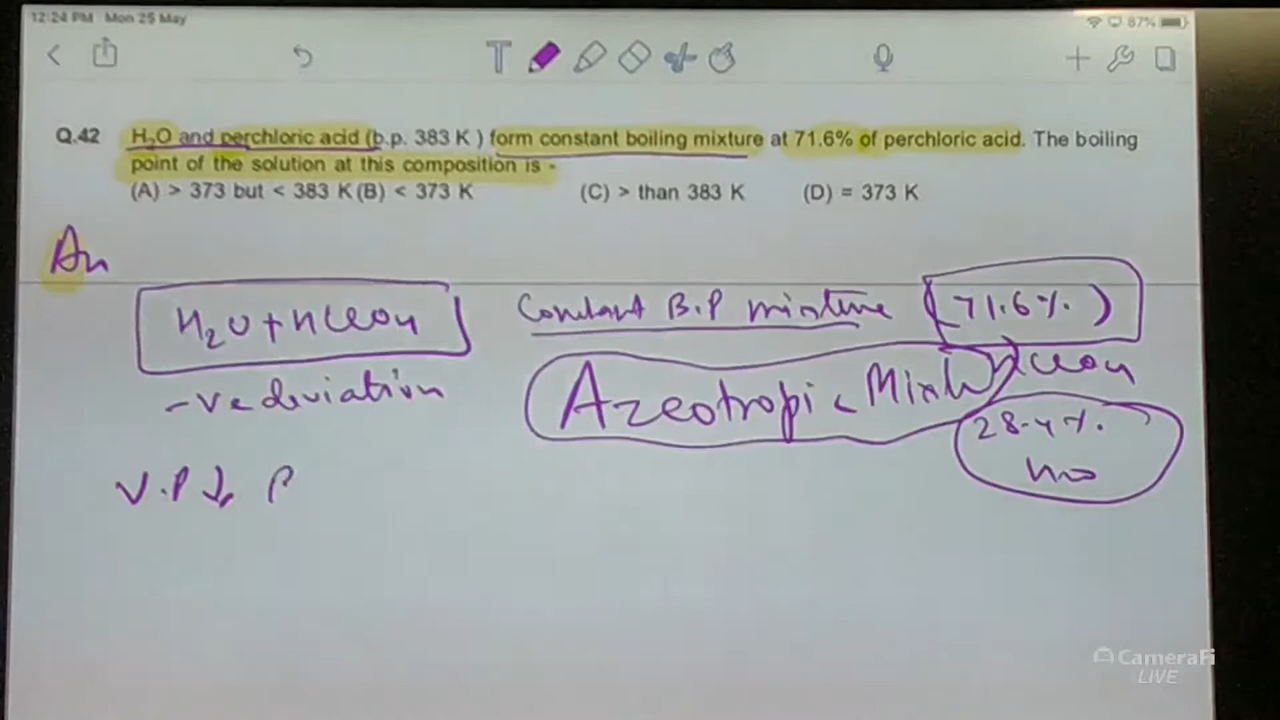 12:24 PM Mon 25 May
87%
T
Q.42 H₂O and perchloric acid (b.p. 383 K ) form constant boiling mixture at 71.6% of perchloric acid. The boiling
point of the solution at this composition is -
(A) > 373 but < 383 K (B) < 373 K (C) > than 383 K (D) = 373 K
An
H₂O + HClO₄ Constant B.P mixture (71.6%)
-ve deviation Azeotropic Mixt HClO₄
28.4%
H₂O
V.P ↓
CameraFi
LIVE